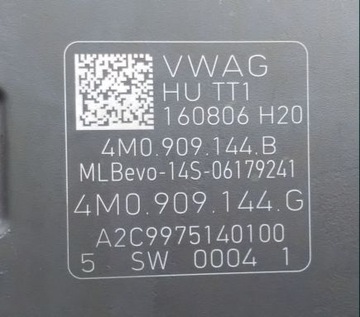 VWAG
HU TT1
160806 H20
4M0.909.144.B
MLBevo-14S-06179241
4M0.909.144.G
A2C9975140100
5 SW 0004 1